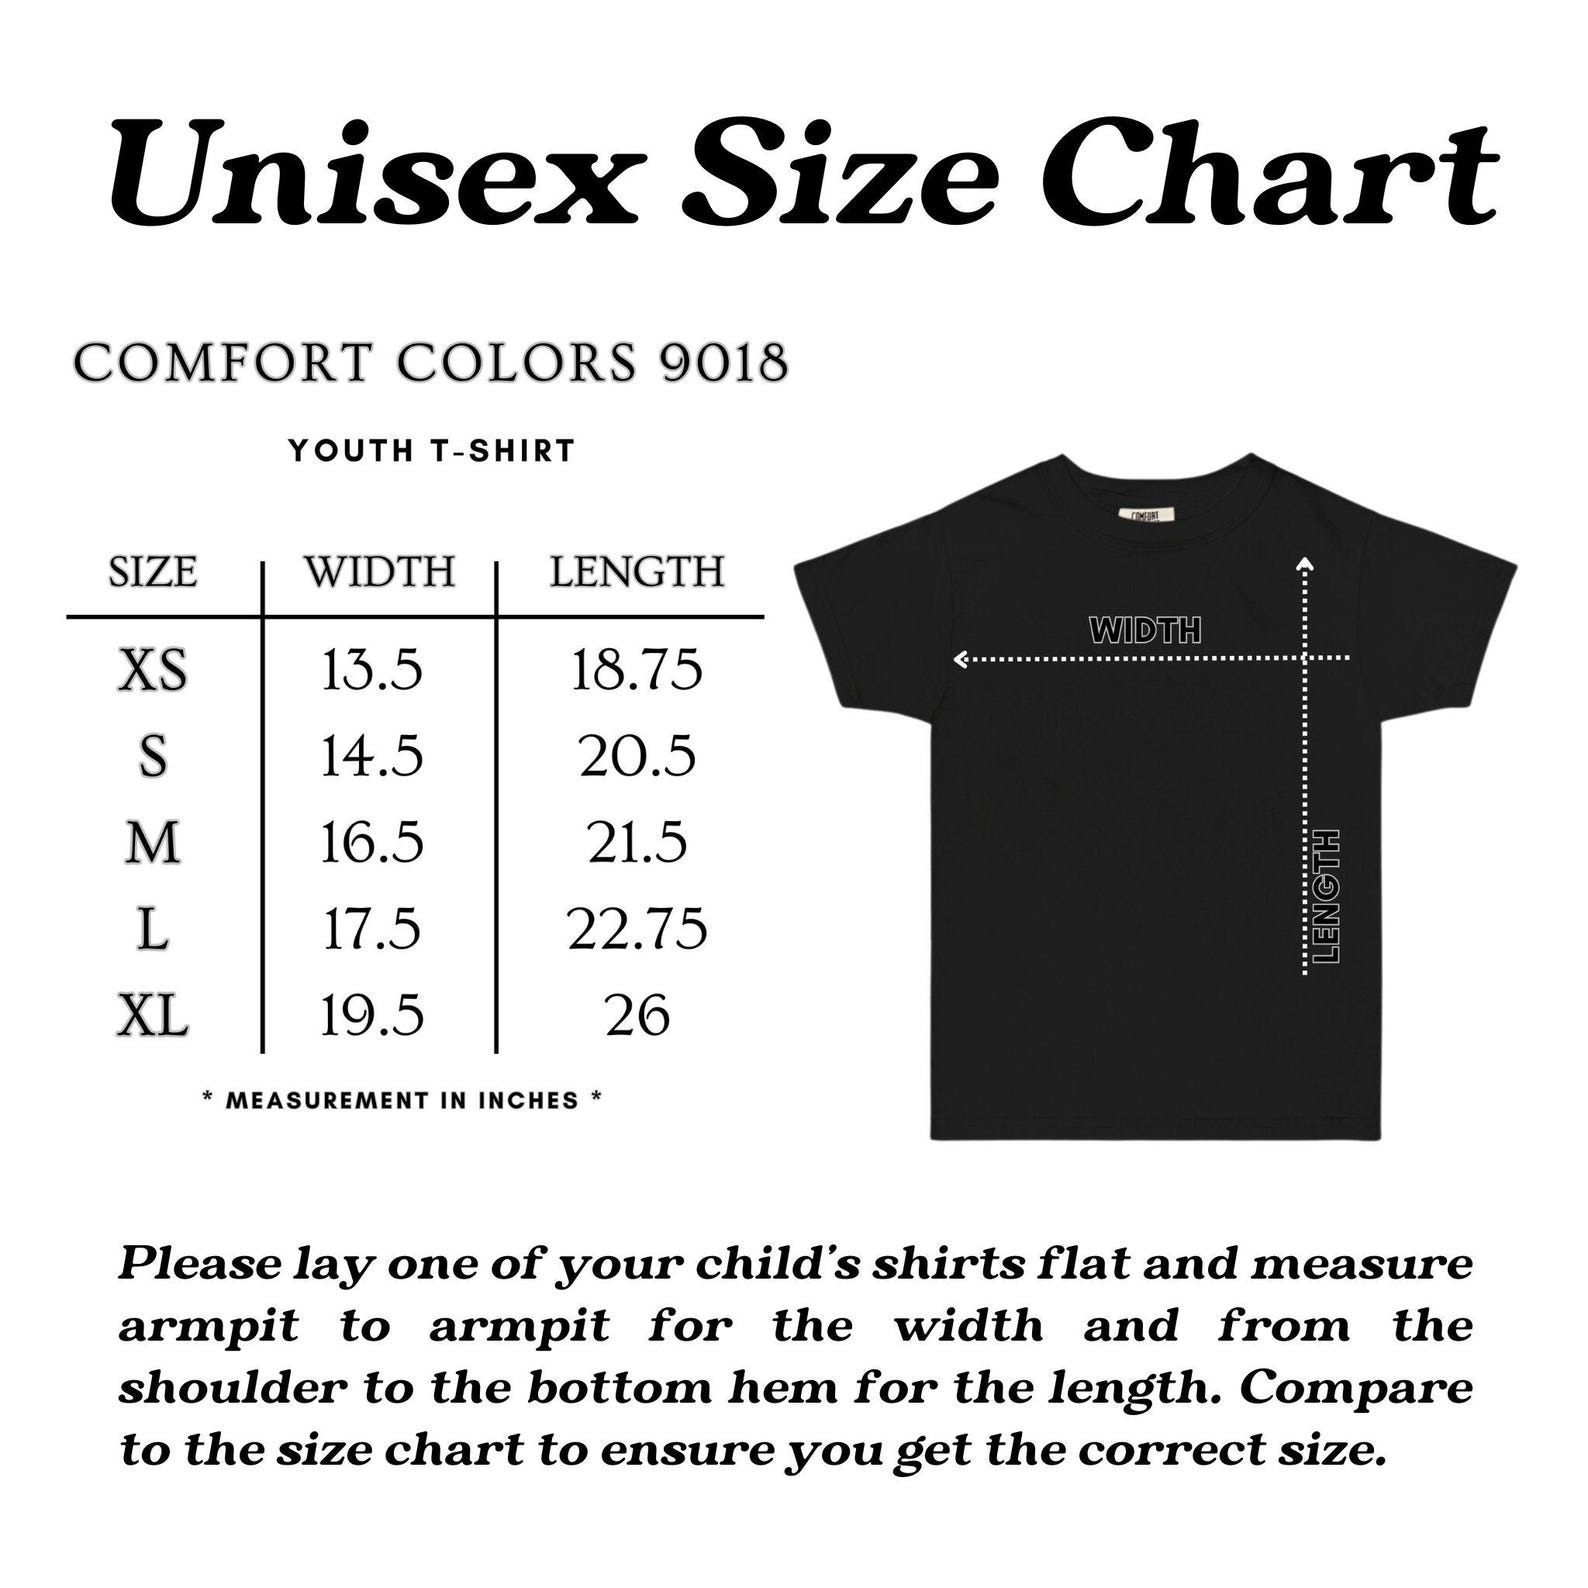 Unisex Size Chart
COMFORT COLORS 9018
YOUTH T-SHIRT
SIZE WIDTH LENGTH
XS 13.5 18.75
S 14.5 20.5
M 16.5 21.5
L 17.5 22.75
XL 19.5 26
* MEASUREMENT IN INCHES *
COMFORT
WIDTH
LENGTH
Please lay one of your child's shirts flat and measure
armpit to armpit for the width and from the
shoulder to the bottom hem for the length. Compare
to the size chart to ensure you get the correct size.